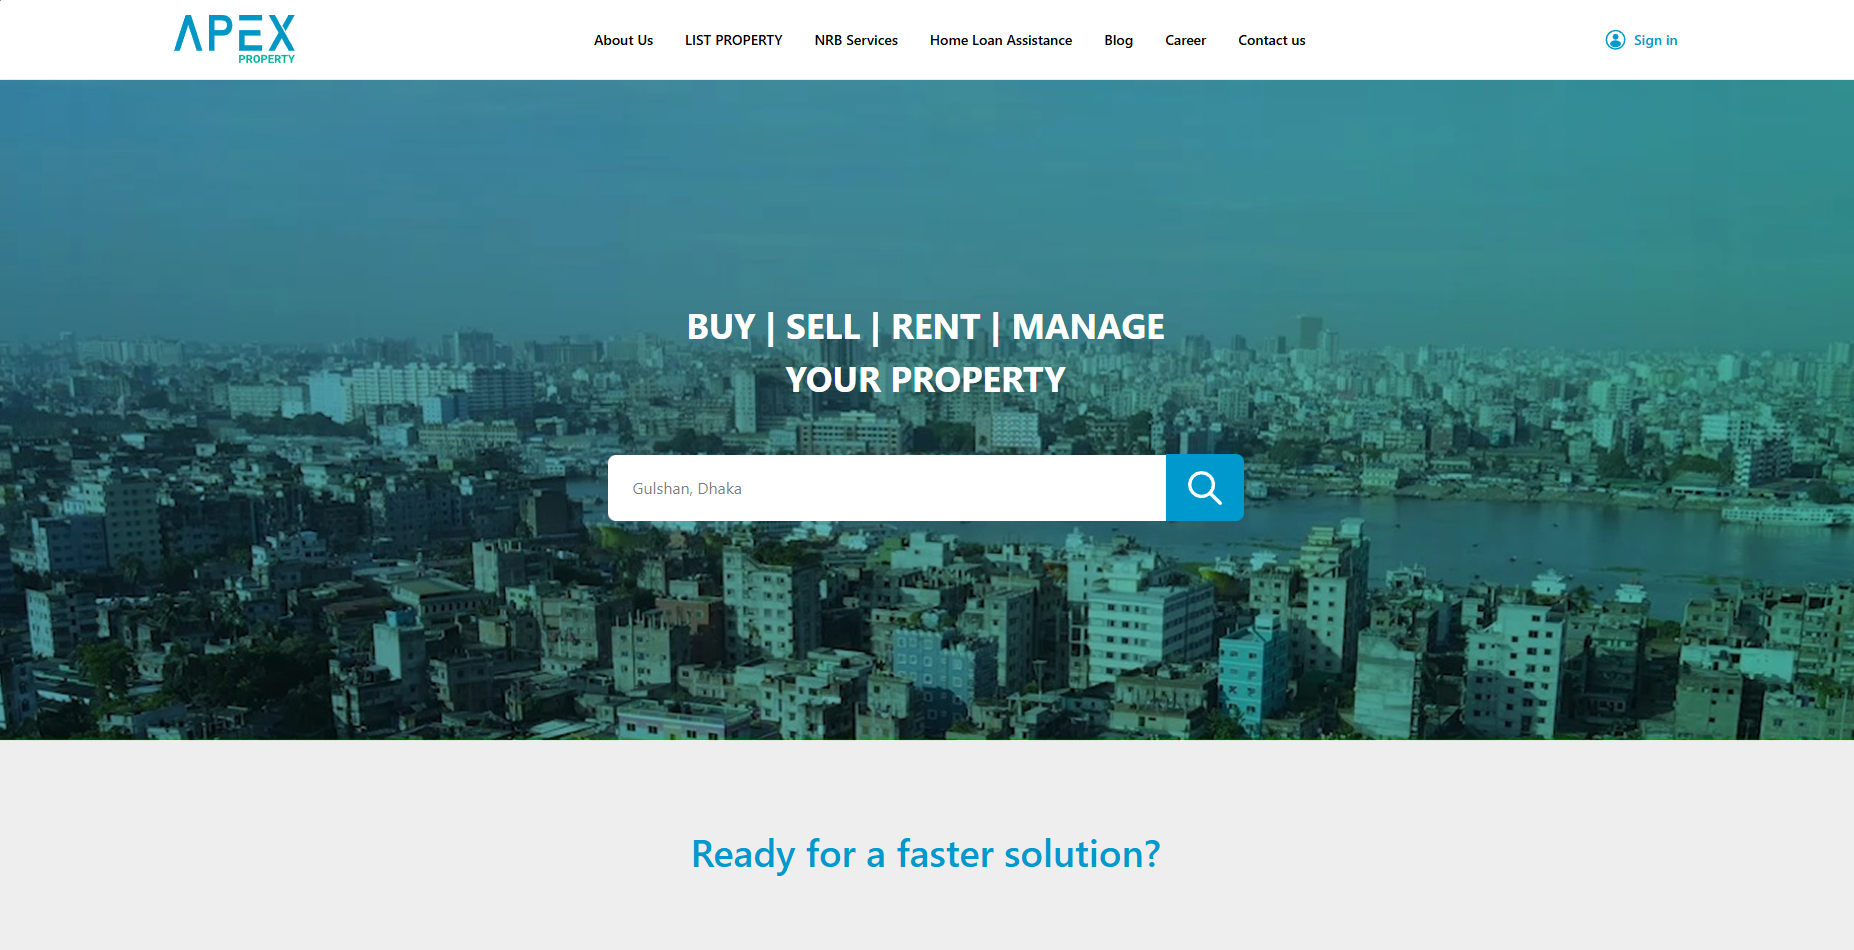 APEX
PROPERTY
About Us
LIST PROPERTY
NRB Services
Home Loan Assistance
Blog
Career
Contact us
Sign in
BUY | SELL | RENT | MANAGE
YOUR PROPERTY
Gulshan, Dhaka
Ready for a faster solution?